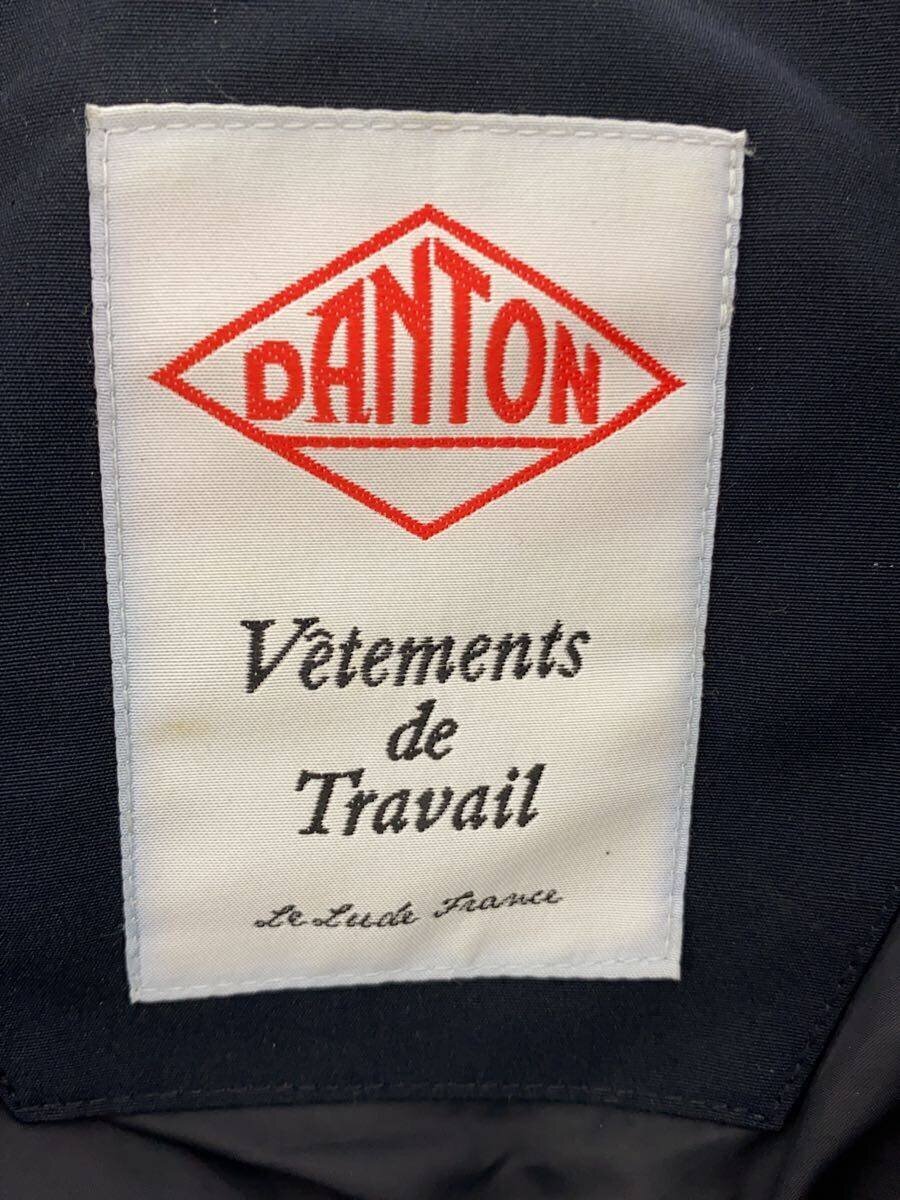 DANTON
Vêtements
de
Travail
Le Lude France